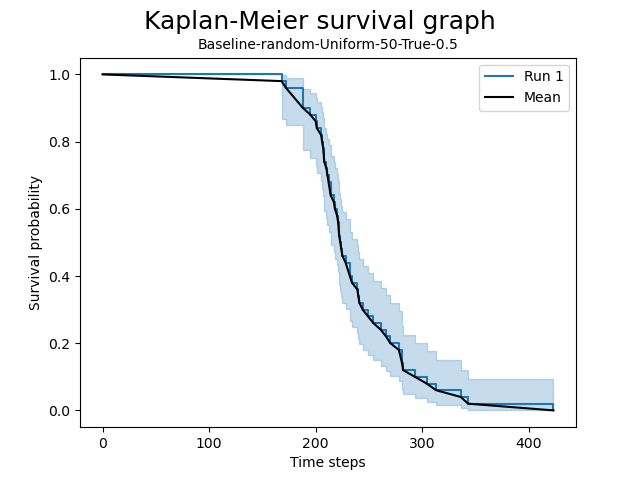 Kaplan-Meier survival graph
Baseline-random-Uniform-50-True-0.5
Run 1
Mean
1.0
0.8
0.6
0.4
0.2
0.0
Survival probability
0 100 200 300 400
Time steps